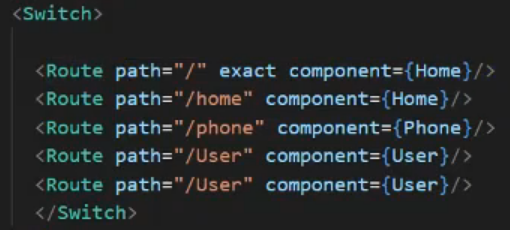 <Switch>
<Route path="/" exact component={Home}/>
<Route path="/home" component={Home}/>
<Route path="/phone" component={Phone}/>
<Route path="/User" component={User}/>
<Route path="/User" component={User}/>
</Switch>